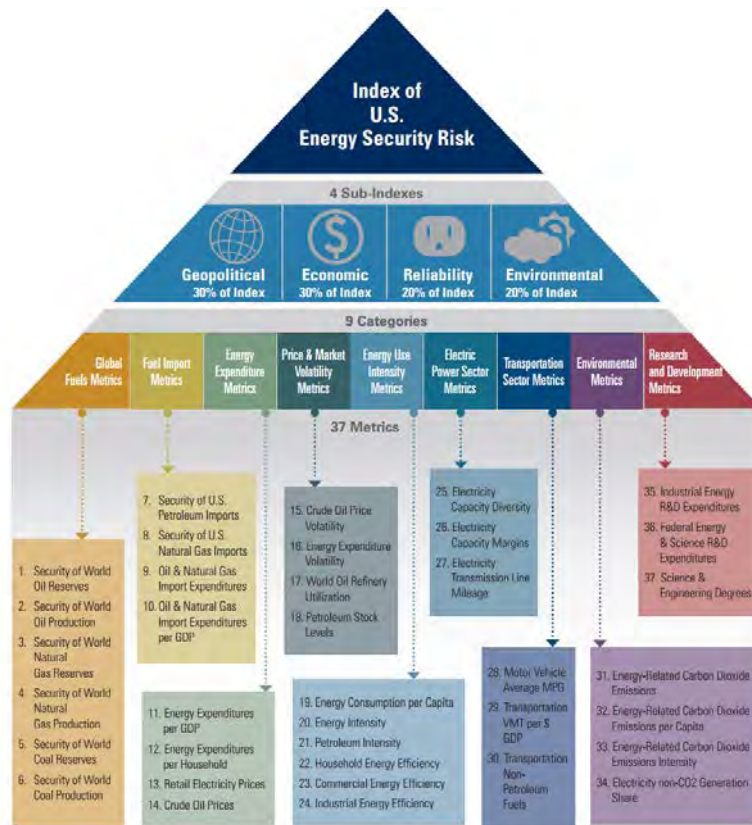 Index of
U.S.
Energy Security Risk
4 Sub-Indexes
Geopolitical
30% of Index
Economic
30% of Index
Reliability
20% of Index
Environmental
20% of Index
9 Categories
Global
Fuels Metrics
Fuel Import
Metrics
Energy
Expenditure
Metrics
Price & Market
Volatility
Metrics
Energy Use
Intensity
Metrics
Electric
Power Sector
Metrics
Transportation
Sector Metrics
Environmental
Metrics
Research
and Development
Metrics
37 Metrics
1. Security of World
Oil Reserves
2. Security of World
Oil Production
3. Security of World
Natural
Gas Reserves
4 Security of World
Natural
Gas Production
5. Security of World
Coal Reserves
6. Security of World
Coal Production
7. Security of U.S.
Petroleum Imports
8. Security of U.S.
Natural Gas Imports
9. Oil & Natural Gas
Import Expenditures
10. Oil & Natural Gas
Import Expenditures
per GDP
11. Energy Expenditures
per GDP
12. Energy Expenditures
per Household
13. Retail Electricity Prices
14. Crude Oil Prices
15. Crude Oil Price
Volatility
16. Energy Expenditure
Volatility
17. World Oil Refinery
Utilization
18. Petroleum Stock
Levels
19. Energy Consumption per Capita
20. Energy Intensity
21. Petroleum Intensity
22. Household Energy Efficiency
23. Commercial Energy Efficiency
24. Industrial Energy Efficiency
25. Electricity
Capacity Diversity
26. Electricity
Capacity Margins
27. Electricity
Transmission Line
Mileage
28. Motor Vehicle
Average MPG
29. Transportation
VMT per $
GDP
30. Transportation
Non-
Petroleum
Fuels
31. Energy-Related Carbon Dioxide
Emissions
32. Energy-Related Carbon Dioxide
Emissions per Capita
33. Energy-Related Carbon Dioxide
Emissions Intensity
34. Electricity non-CO2 Generation
Share
35. Industrial Energy
R&D Expenditures
36. Federal Energy
& Science R&D
Expenditures
37. Science &
Engineering Degrees